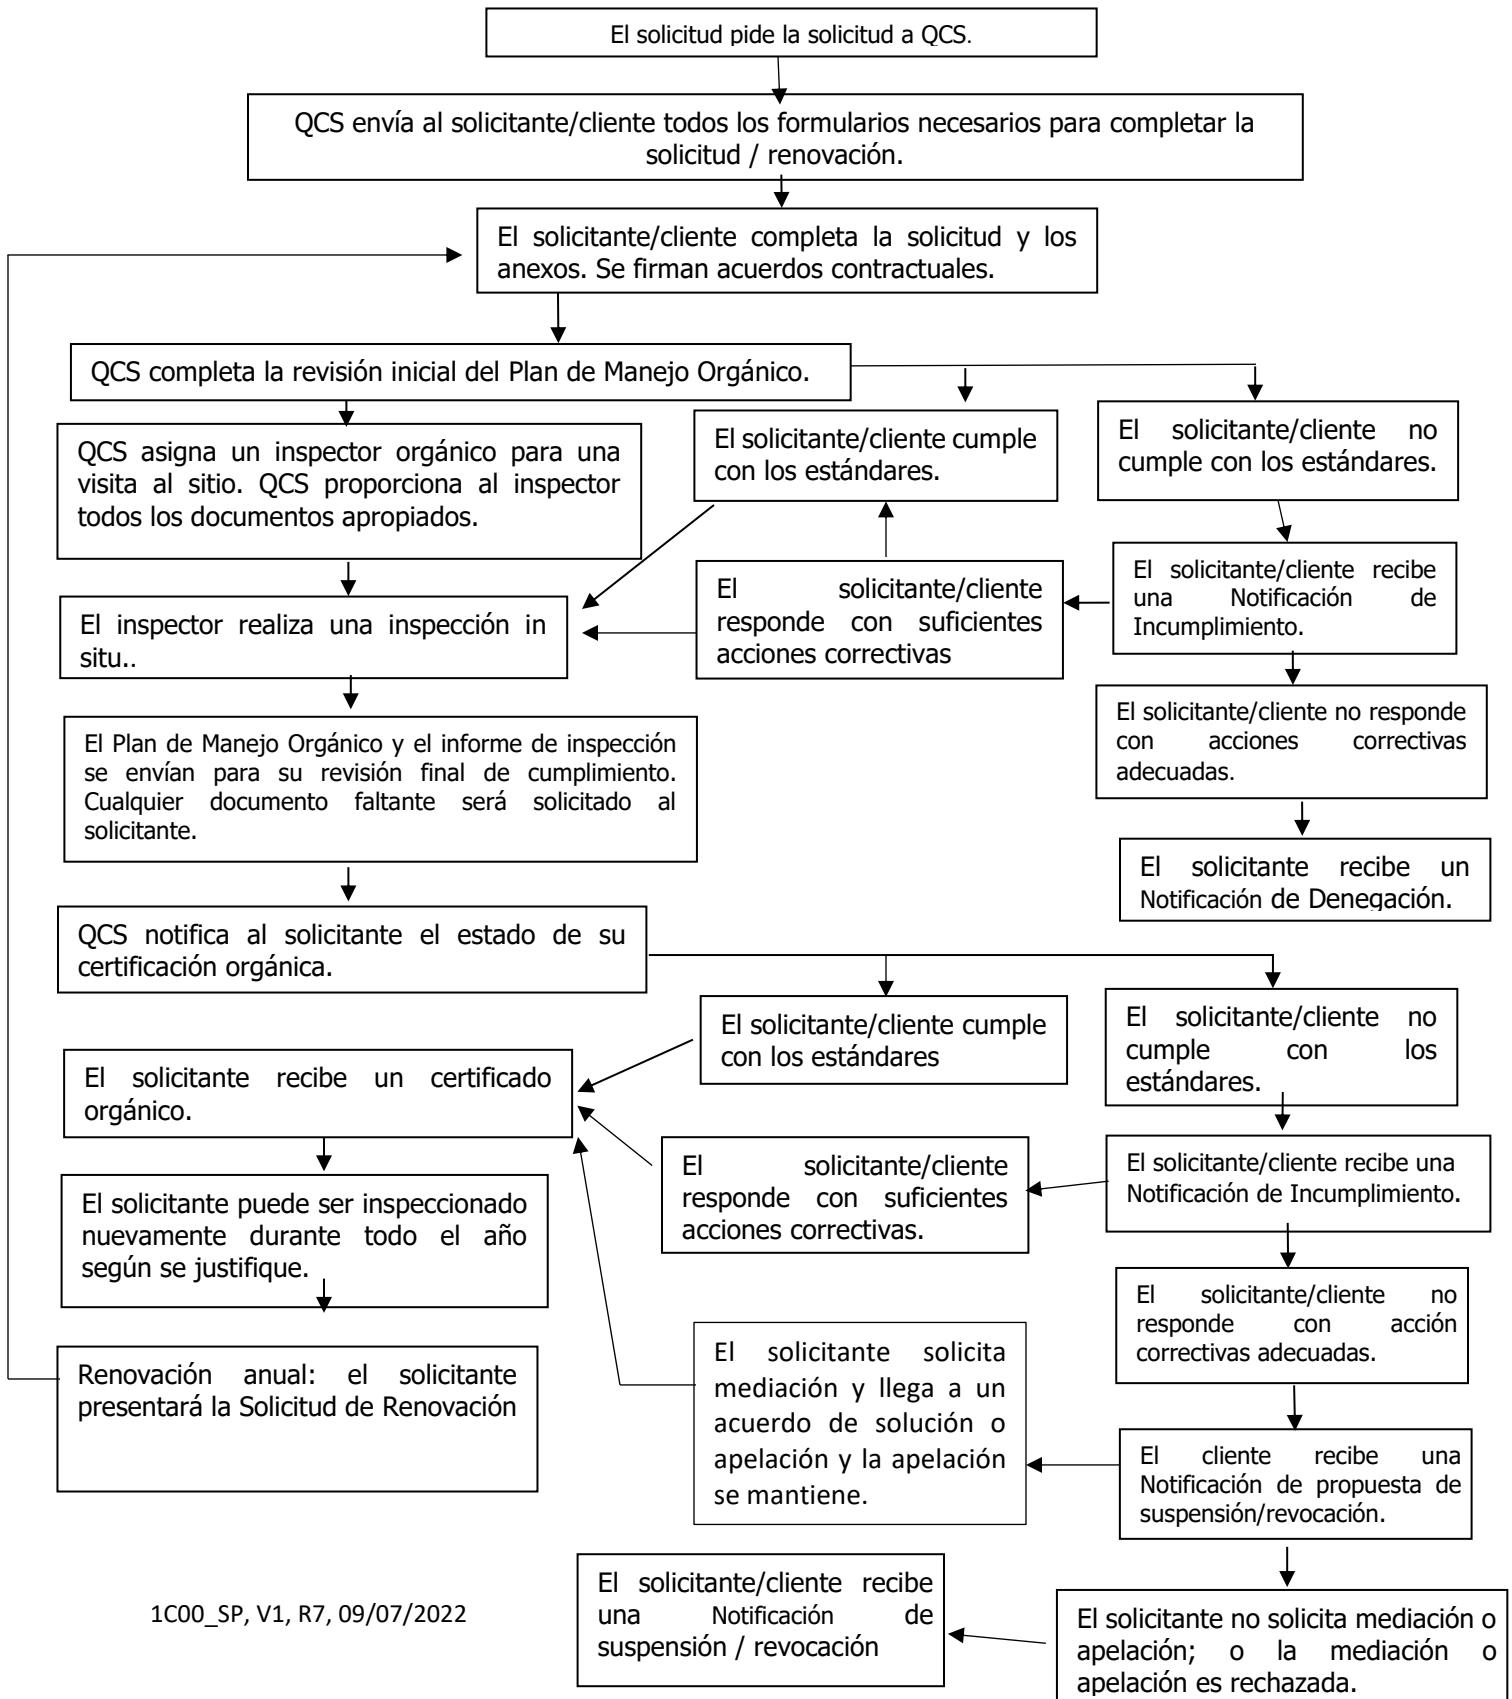 El solicitud pide la solicitud a QCS.
QCS envía al solicitante/cliente todos los formularios necesarios para completar la
solicitud / renovación.
El solicitante/cliente completa la solicitud y los
anexos. Se firman acuerdos contractuales.
QCS completa la revisión inicial del Plan de Manejo Orgánico.
QCS asigna un inspector orgánico para una
visita al sitio. QCS proporciona al inspector
todos los documentos apropiados.
El solicitante/cliente cumple
con los estándares.
El solicitante/cliente no
cumple con los estándares.
El solicitante/cliente recibe
una Notificación de
Incumplimiento.
El solicitante/cliente
responde con suficientes
acciones correctivas
El inspector realiza una inspección in
situ..
El solicitante/cliente no responde
con acciones correctivas
adecuadas.
El Plan de Manejo Orgánico y el informe de inspección
se envían para su revisión final de cumplimiento.
Cualquier documento faltante será solicitado al
solicitante.
El solicitante recibe un
Notificación de Denegación.
QCS notifica al solicitante el estado de su
certificación orgánica.
El solicitante/cliente cumple
con los estándares
El solicitante/cliente no
cumple con los
estándares.
El solicitante recibe un certificado
orgánico.
El solicitante/cliente
responde con suficientes
acciones correctivas.
El solicitante/cliente recibe una
Notificación de Incumplimiento.
El solicitante puede ser inspeccionado
nuevamente durante todo el año
según se justifique.
El solicitante/cliente no
responde con acción
correctivas adecuadas.
Renovación anual: el solicitante
presentará la Solicitud de Renovación
El solicitante solicita
mediación y llega a un
acuerdo de solución o
apelación y la apelación
se mantiene.
El cliente recibe una
Notificación de propuesta de
suspensión/revocación.
El solicitante/cliente recibe
una Notificación de
suspensión / revocación
El solicitante no solicita mediación o
apelación; o la mediación o
apelación es rechazada.
1C00_SP, V1, R7, 09/07/2022